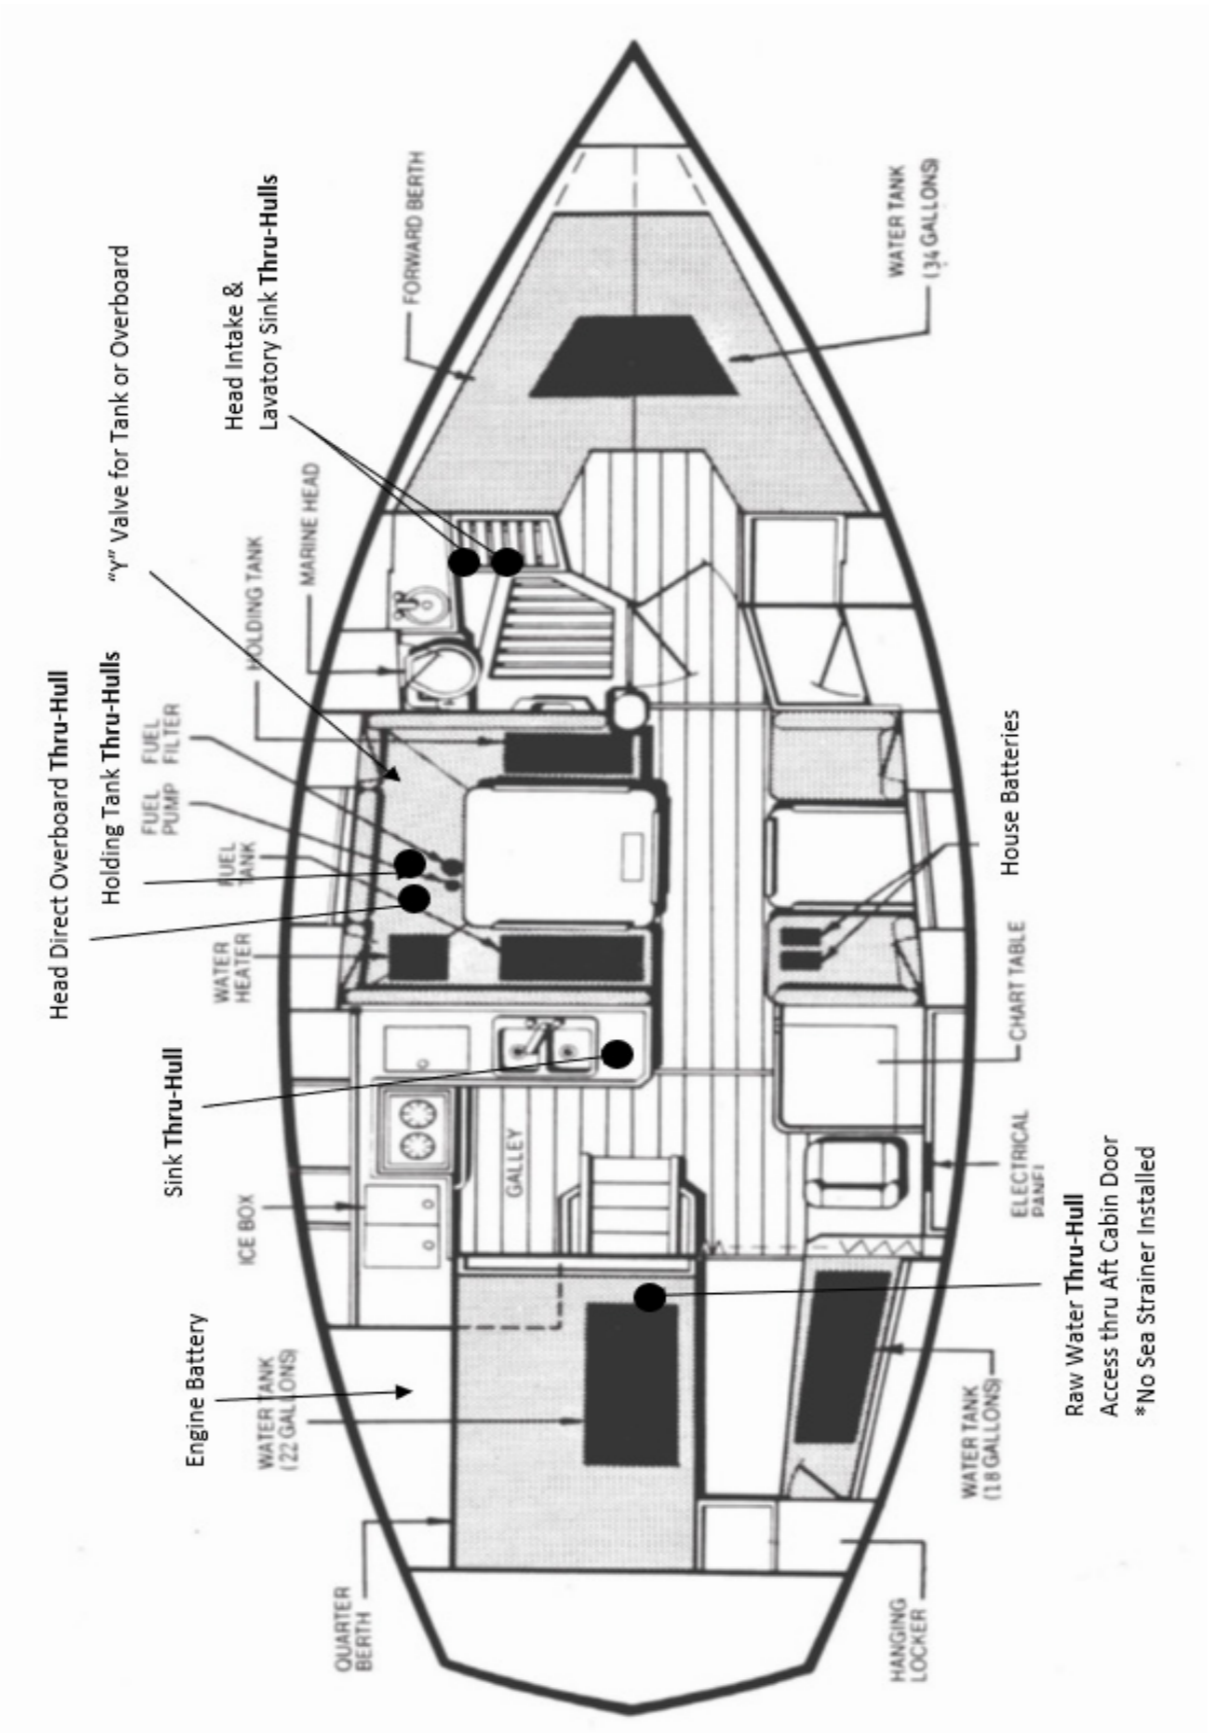 Head Direct Overboard Thru-Hull
Holding Tank Thru-Hulls
"Y" Valve for Tank or Overboard
Head Intake &
Lavatory Sink Thru-Hulls
FORWARD BERTH
WATER TANK
(34 GALLONS)
MARINE HEAD
HOLDING TANK
FUEL
FILTER
FUEL
PUMP
FUEL
TANK
WATER
HEATER
Sink Thru-Hull
ICE BOX
GALLEY
Engine Battery
WATER TANK
(22 GALLONS)
QUARTER
BERTH
House Batteries
CHART TABLE
ELECTRICAL
PANEL
Raw Water Thru-Hull
Access thru Aft Cabin Door
*No Sea Strainer Installed
WATER TANK
(18 GALLONS)
HANGING
LOCKER